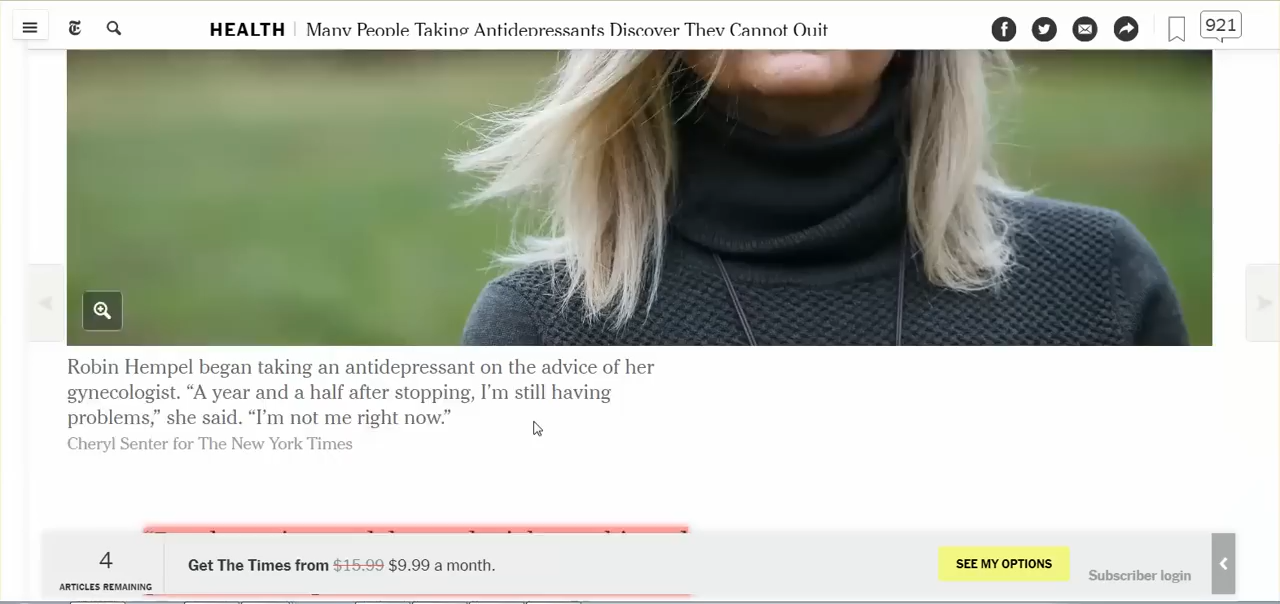 HEALTH | Many People Taking Antidepressants Discover They Cannot Quit
921
Robin Hempel began taking an antidepressant on the advice of her
gynecologist. “A year and a half after stopping, I’m still having
problems,” she said. “I’m not me right now.”
Cheryl Senter for The New York Times
4
ARTICLES REMAINING
Get The Times from $15.99 $9.99 a month.
SEE MY OPTIONS
Subscriber login